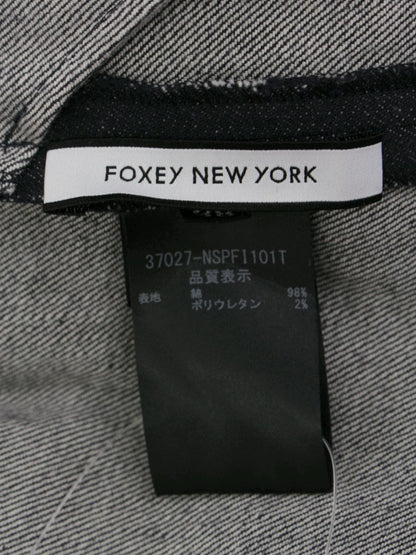 FOXEY NEW YORK
37027-NSPFI101T
品質表示
表地 綿 98%
ポリウレタン 2%